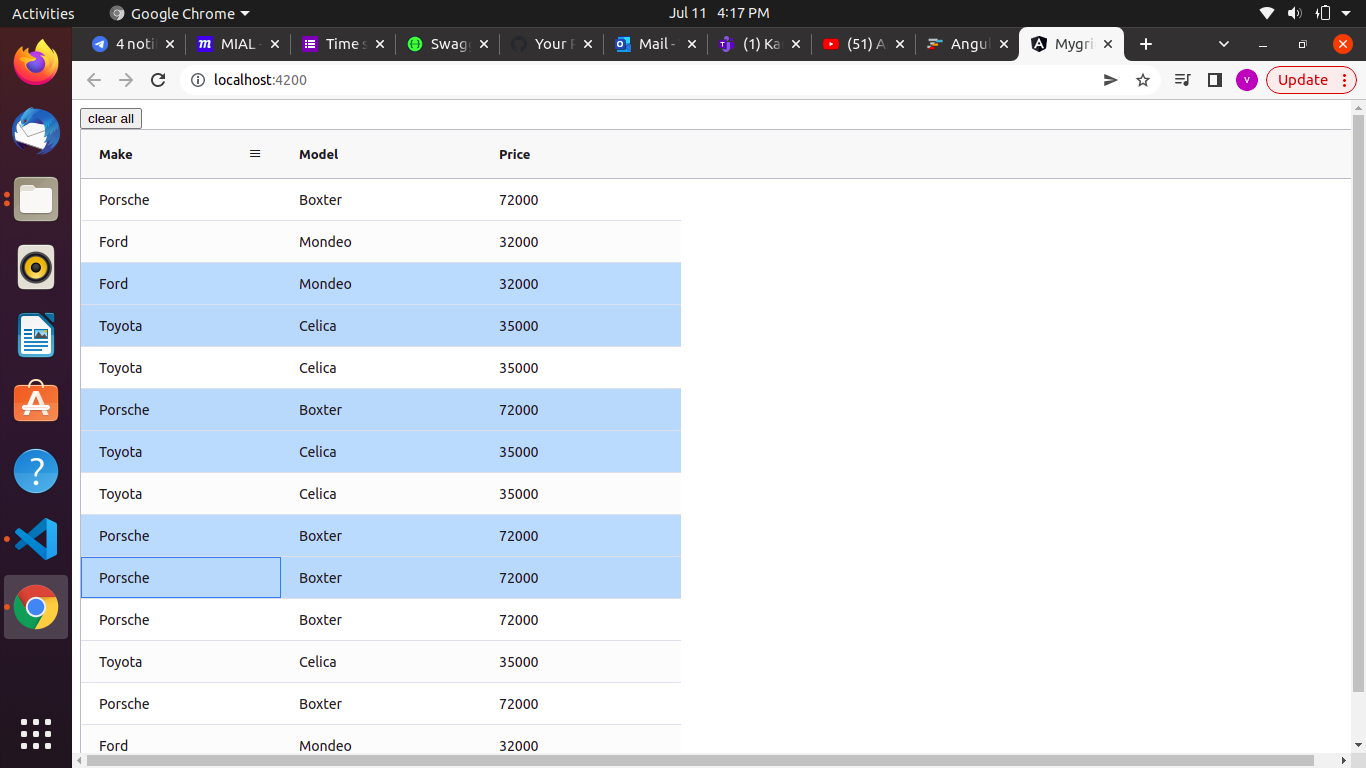 Activities Google Chrome Jul 11 4:17 PM
4 noti MIAL - Time s Swag Your Mail - (1) Ka (51) A Angul Mygri
localhost:4200 v Update
clear all
Make Model Price
Porsche Boxter 72000
Ford Mondeo 32000
Ford Mondeo 32000
Toyota Celica 35000
Toyota Celica 35000
Porsche Boxter 72000
Toyota Celica 35000
Toyota Celica 35000
Porsche Boxter 72000
Porsche Boxter 72000
Porsche Boxter 72000
Toyota Celica 35000
Porsche Boxter 72000
Ford Mondeo 32000